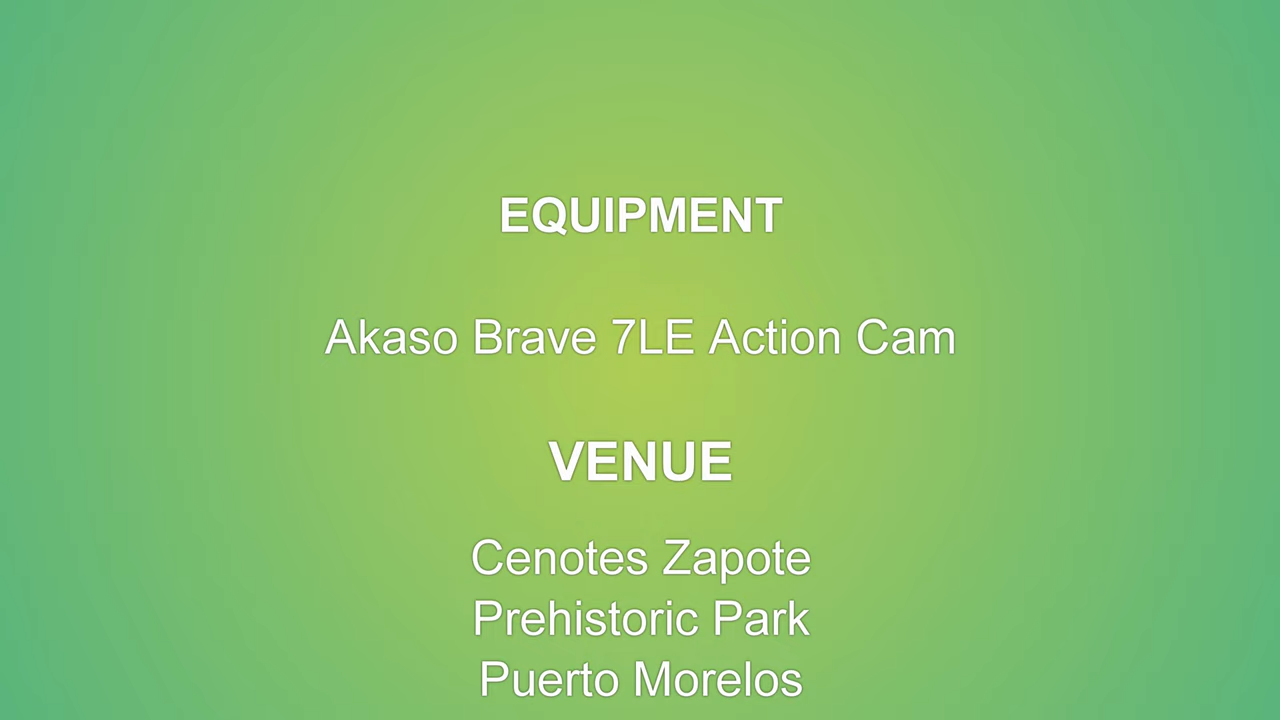 EQUIPMENT
Akaso Brave 7LE Action Cam
VENUE
Cenotes Zapote
Prehistoric Park
Puerto Morelos